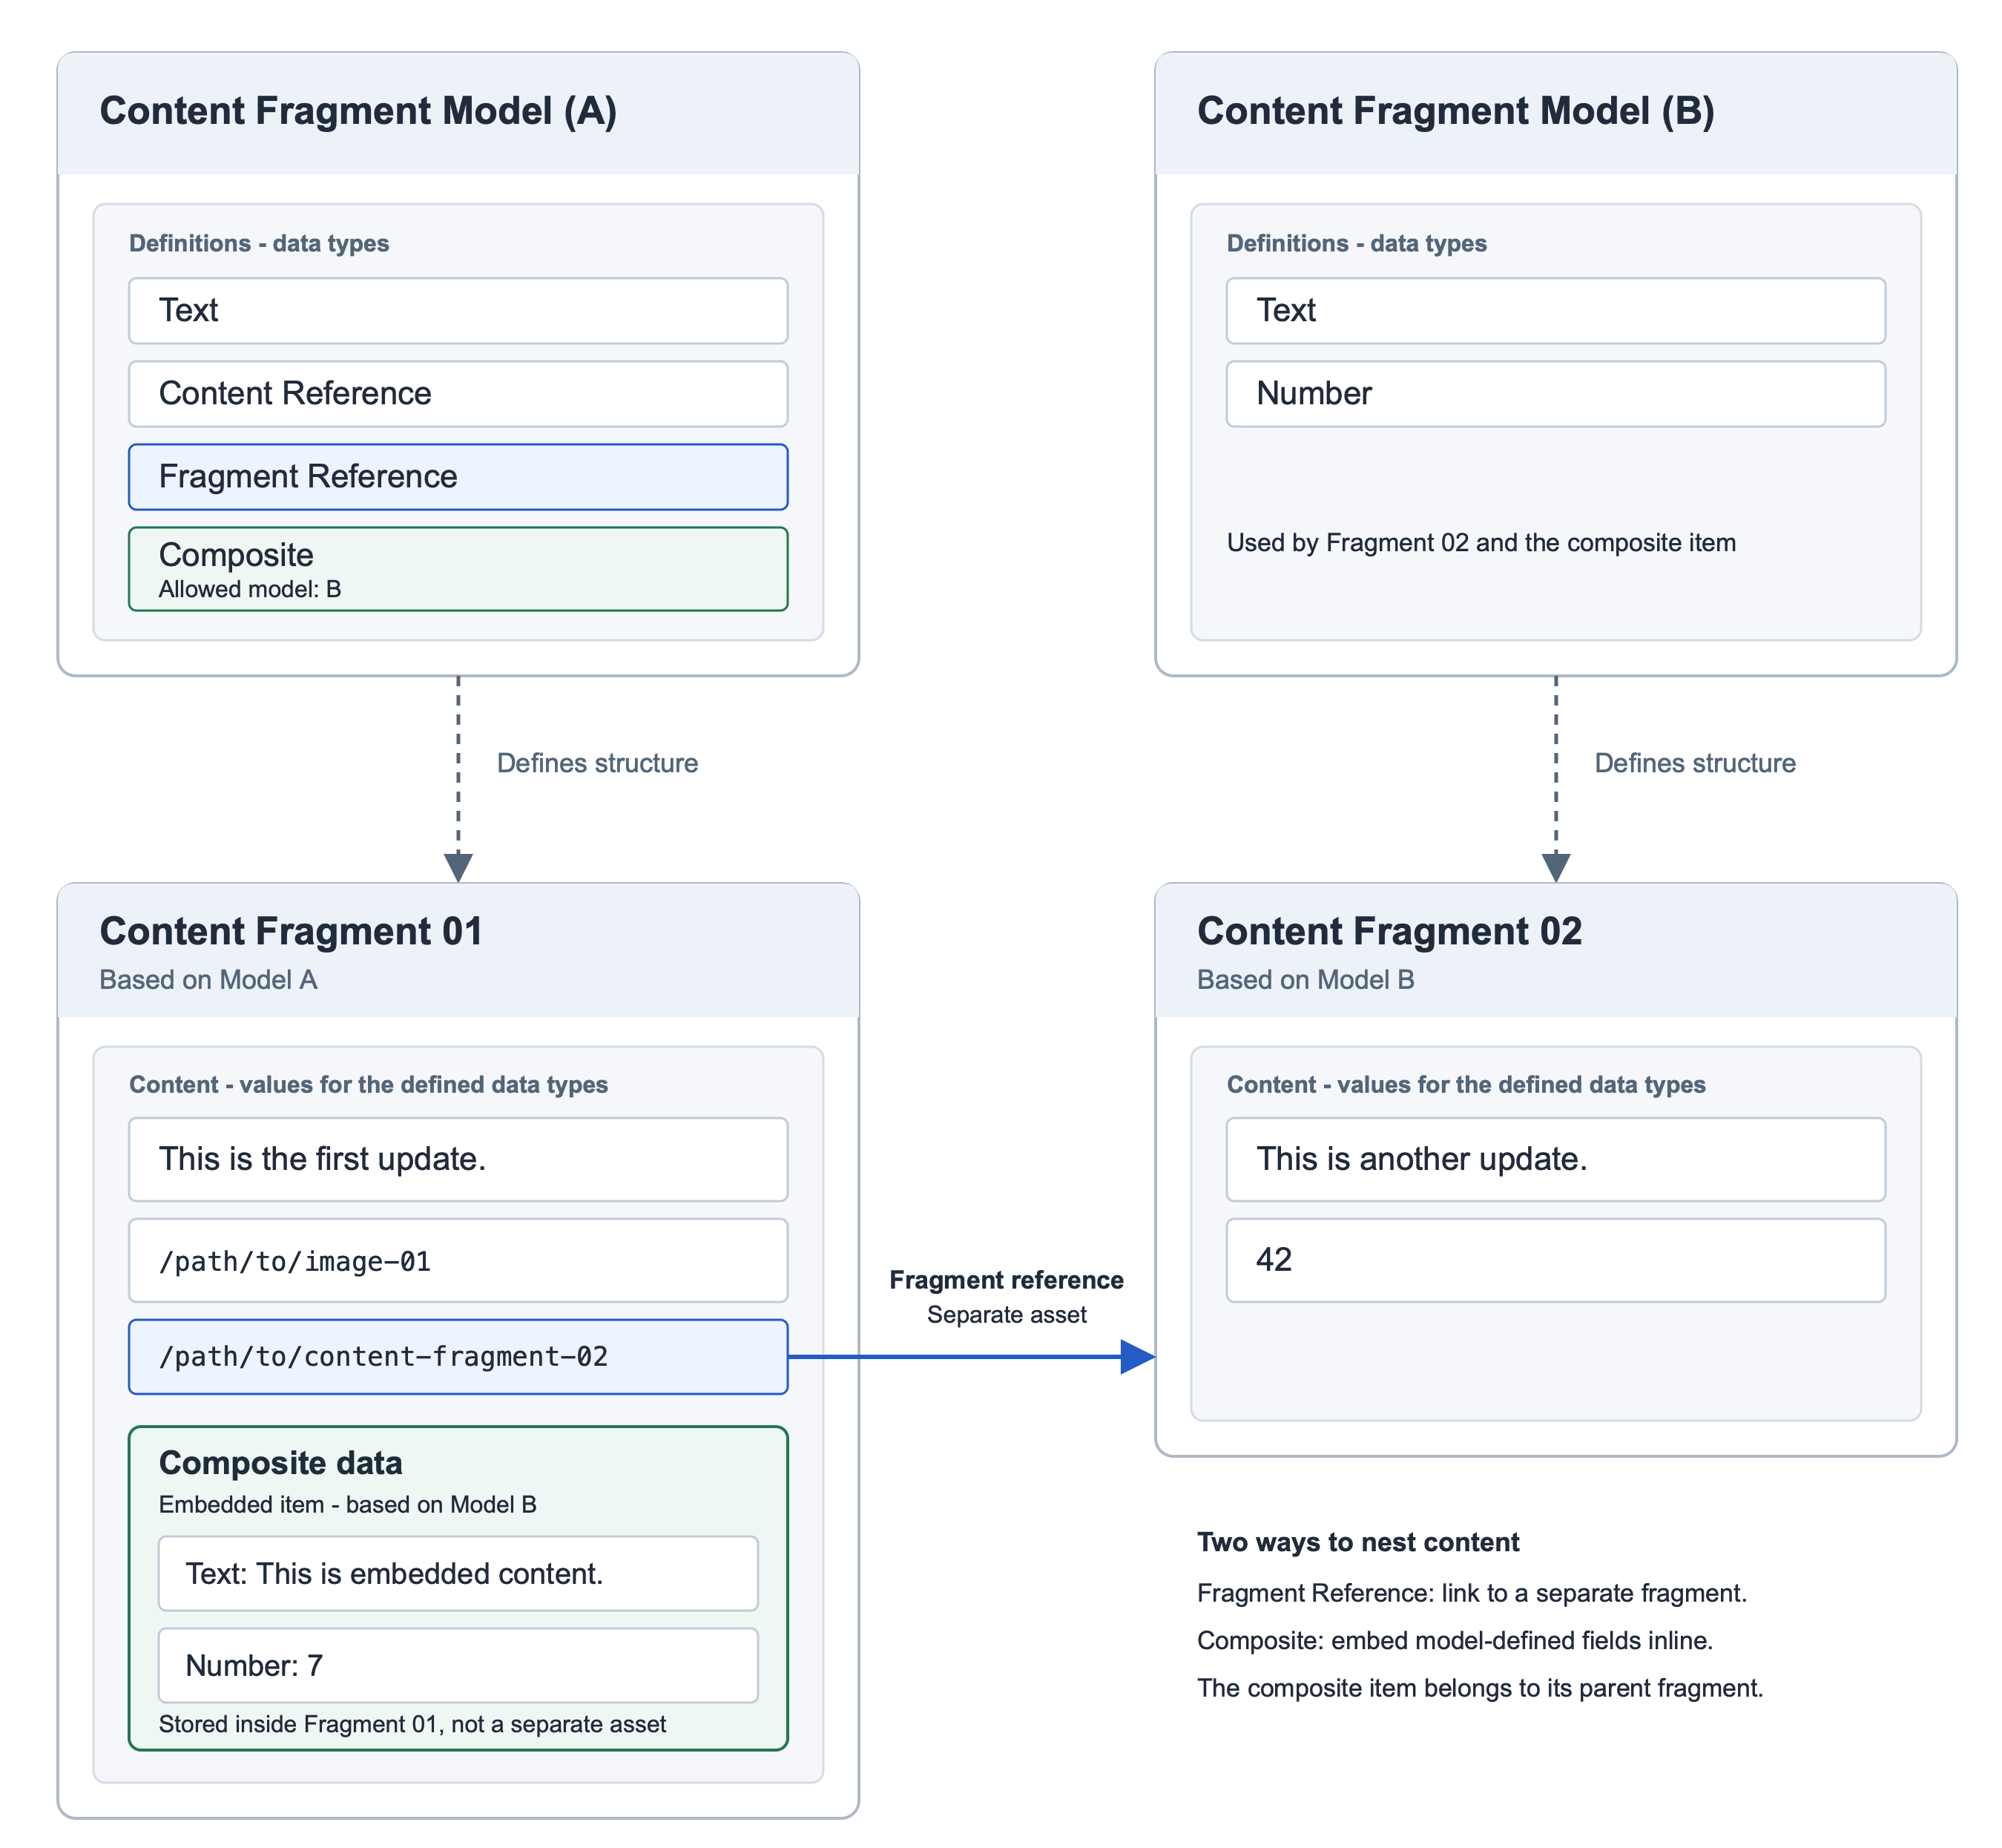 Content Fragment Model (A)
Definitions - data types
Text
Content Reference
Fragment Reference
Composite
Allowed model: B
Content Fragment Model (B)
Definitions - data types
Text
Number
Used by Fragment 02 and the composite item
Defines structure
Defines structure
Content Fragment 01
Based on Model A
Content - values for the defined data types
This is the first update.
/path/to/image-01
/path/to/content-fragment-02
Composite data
Embedded item - based on Model B
Text: This is embedded content.
Number: 7
Stored inside Fragment 01, not a separate asset
Fragment reference
Separate asset
Content Fragment 02
Based on Model B
Content - values for the defined data types
This is another update.
42
Two ways to nest content
Fragment Reference: link to a separate fragment.
Composite: embed model-defined fields inline.
The composite item belongs to its parent fragment.